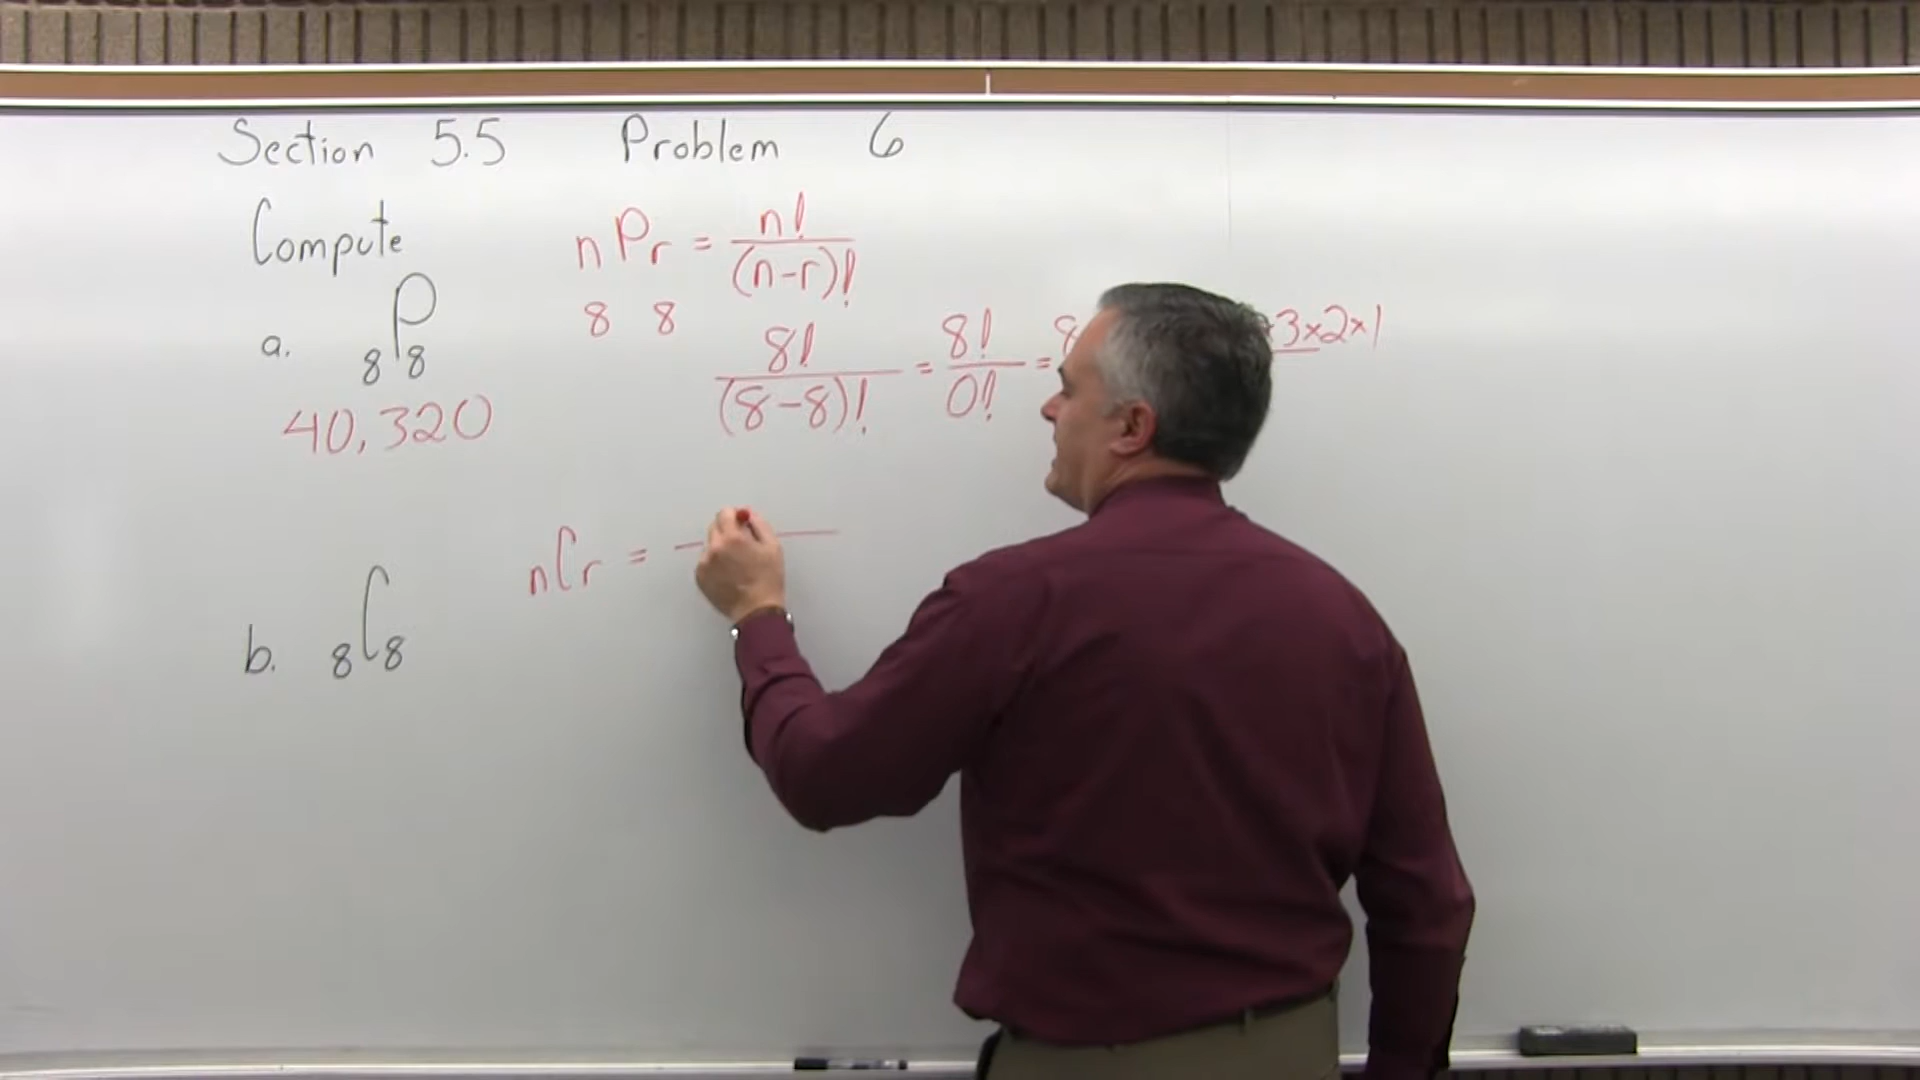 Section 5.5 Problem 6
Compute
nPr = n! / (n-r)!
a. 8P8
8 8
8! / (8-8)! = 8! / 0! = 8 ×3×2×1
40,320
nCr =
b. 8C8